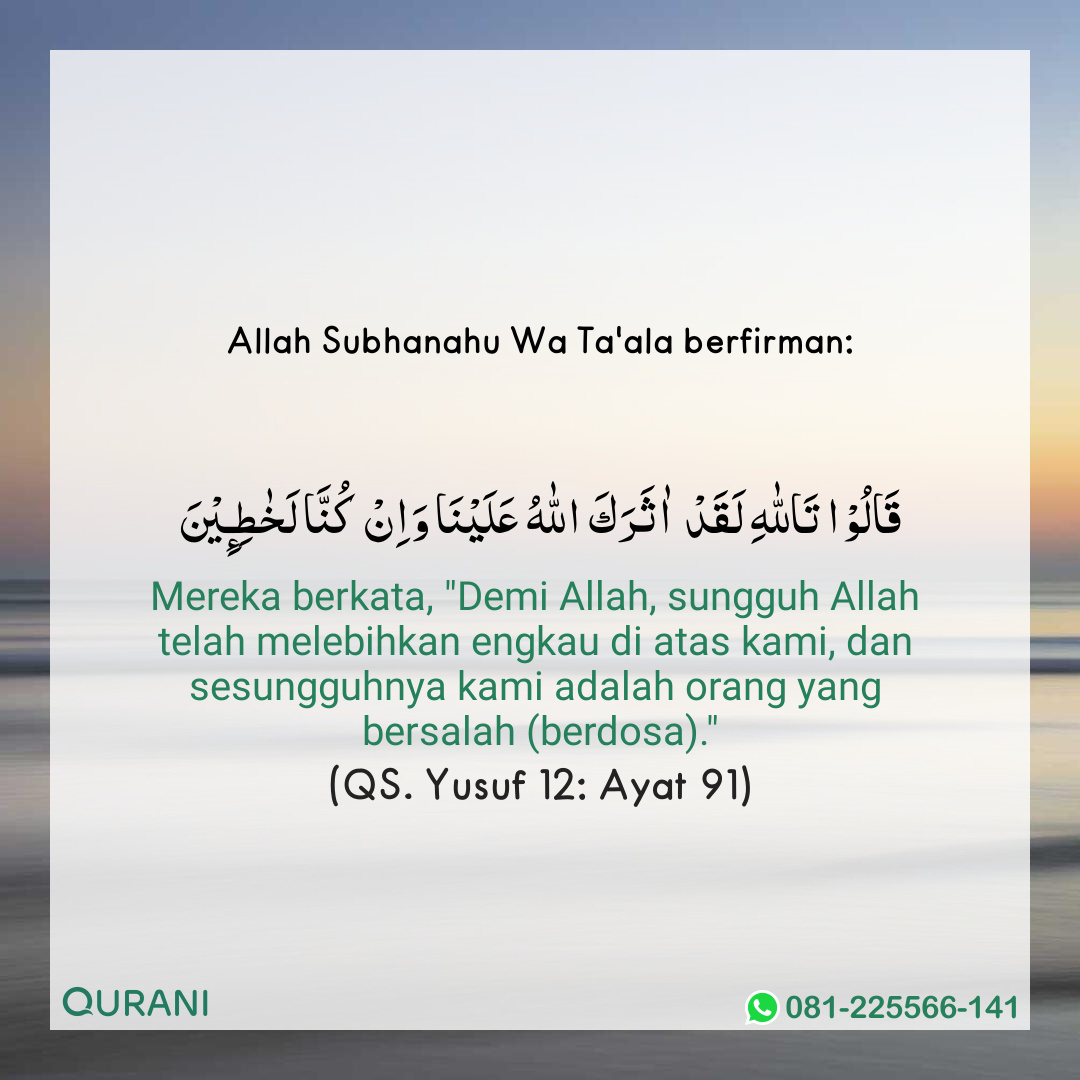 Allah Subhanahu Wa Ta'ala berfirman:
قَالُوْا تَاللّٰهِ لَقَدْ اٰثَرَكَ اللّٰهُ عَلَيْنَا وَاِنْ كُنَّا لَخٰطِـِٕيْنَ
Mereka berkata, "Demi Allah, sungguh Allah
telah melebihkan engkau di atas kami, dan
sesungguhnya kami adalah orang yang
bersalah (berdosa)."
(QS. Yusuf 12: Ayat 91)
QURANI
081-225566-141